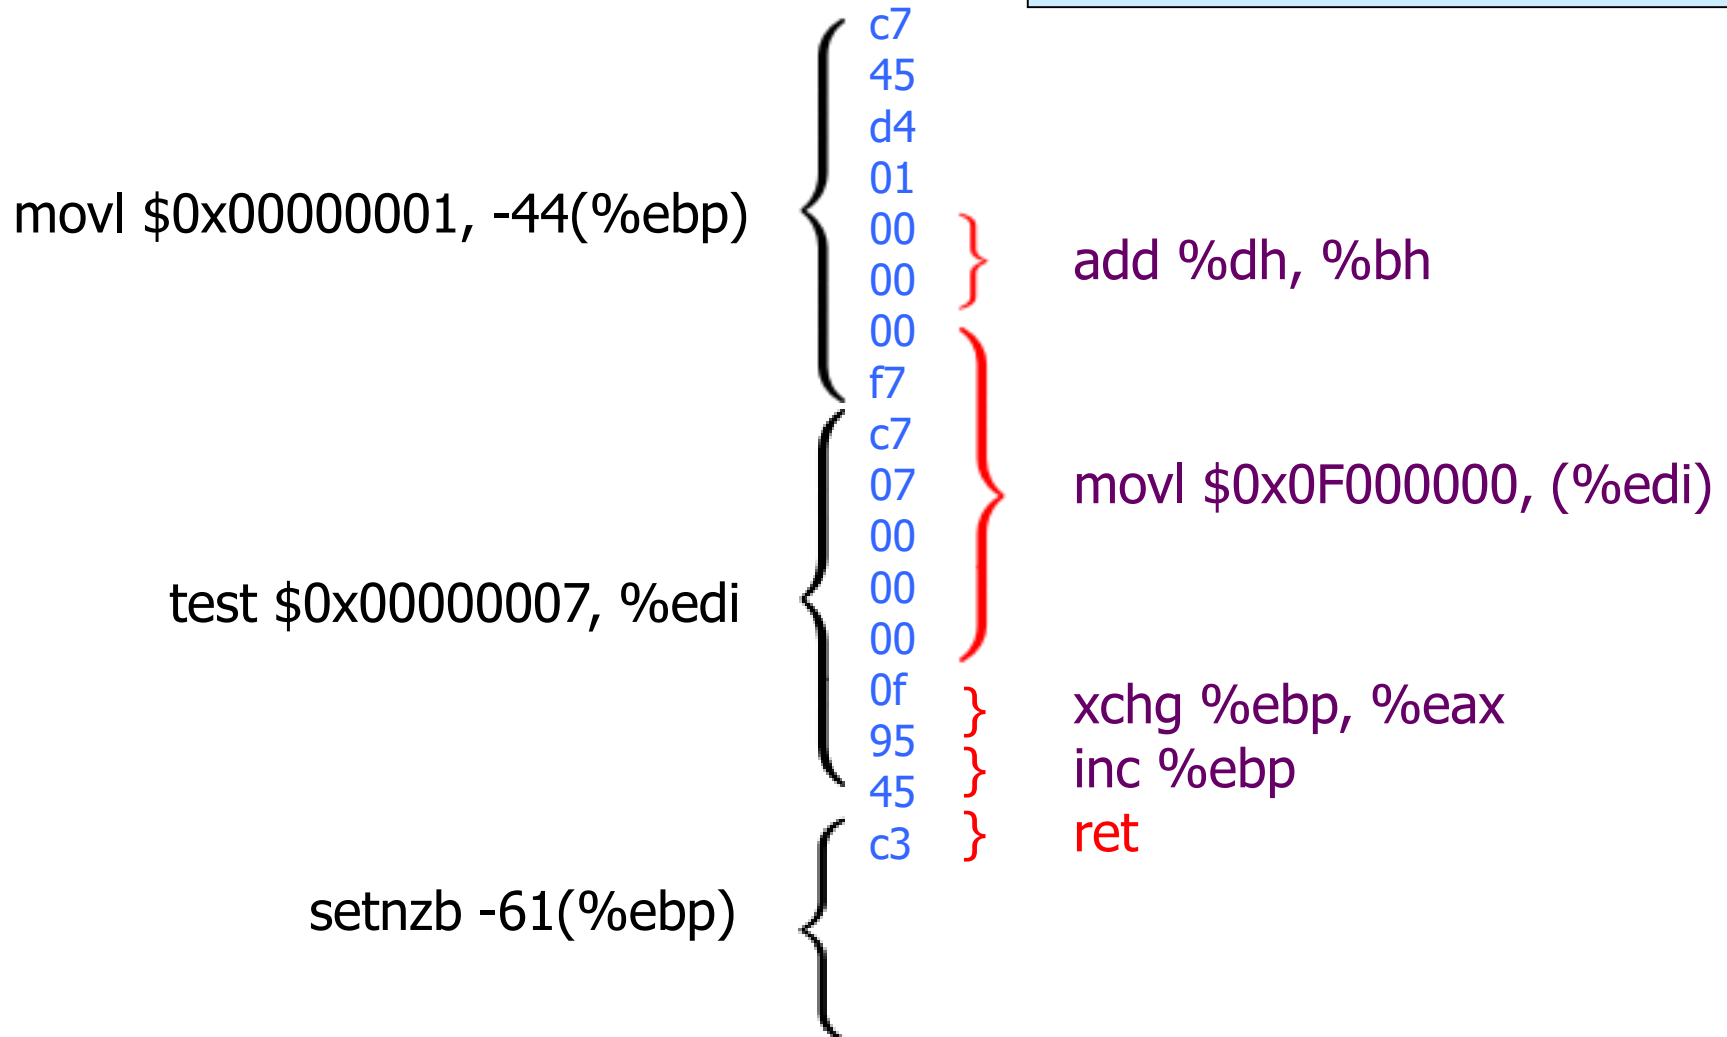 c7
45
d4
01
movl $0x00000001, -44(%ebp)
00
add %dh, %bh
00
00
f7
c7
07
movl $0x0F000000, (%edi)
00
00
test $0x00000007, %edi
00
0f
xchg %ebp, %eax
95
inc %ebp
45
c3
ret
setnzb -61(%ebp)